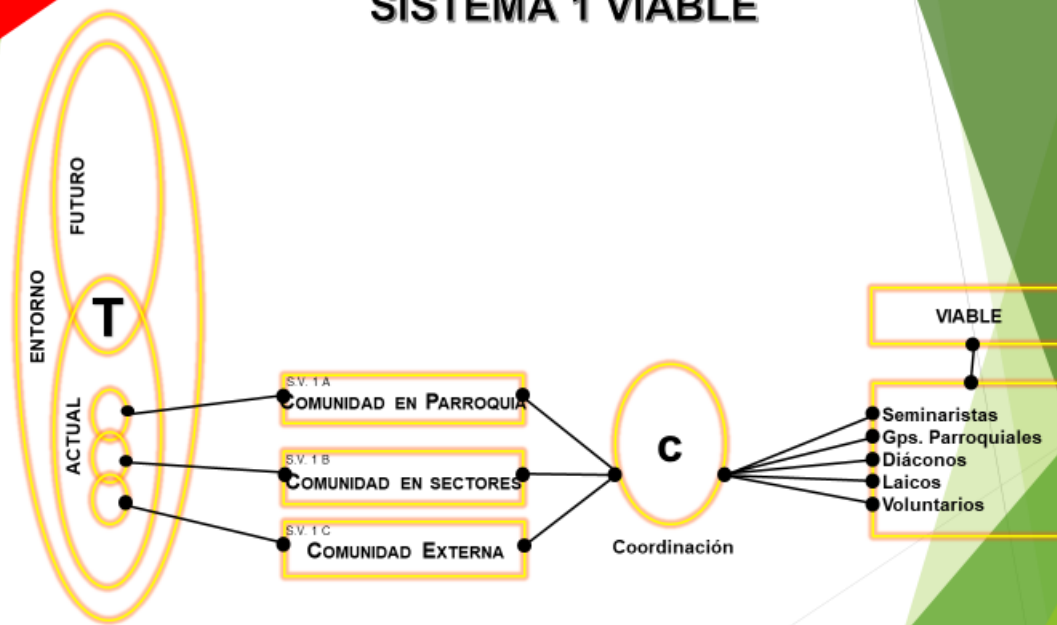 SISTEMA 1 VIABLE
ENTORNO
FUTURO
T
ACTUAL
S.V. 1 A
COMUNIDAD EN PARROQUIA
S.V. 1 B
COMUNIDAD EN SECTORES
S.V. 1 C
COMUNIDAD EXTERNA
C
Coordinación
VIABLE
Seminaristas
Gps. Parroquiales
Diáconos
Laicos
Voluntarios